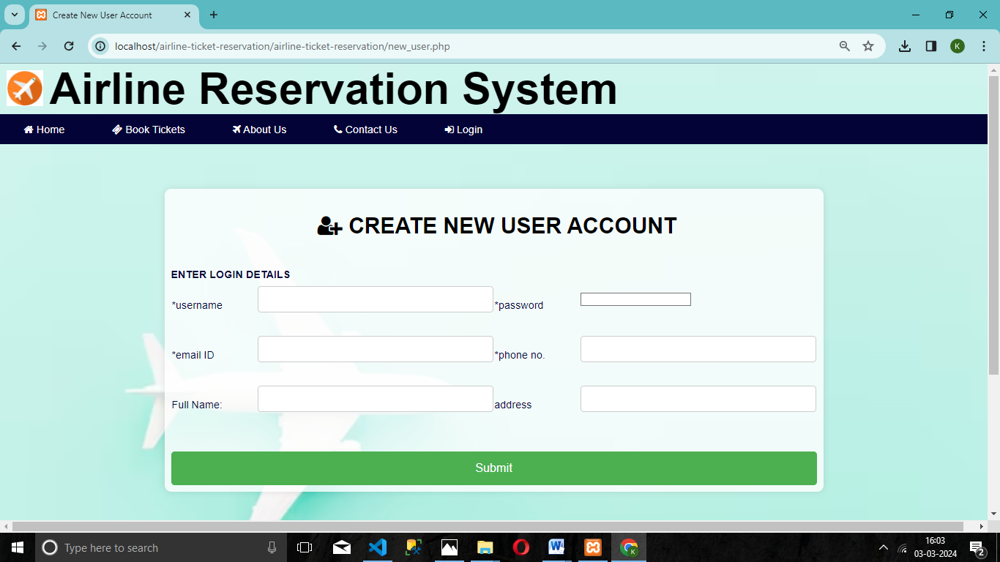 Create New User Account
localhost/airline-ticket-reservation/airline-ticket-reservation/new_user.php
K
Airline Reservation System
Home Book Tickets About Us Contact Us Login
CREATE NEW USER ACCOUNT
ENTER LOGIN DETAILS
*username *password
*email ID *phone no.
Full Name: address
Submit
Type here to search
K
16:03
03-03-2024
2